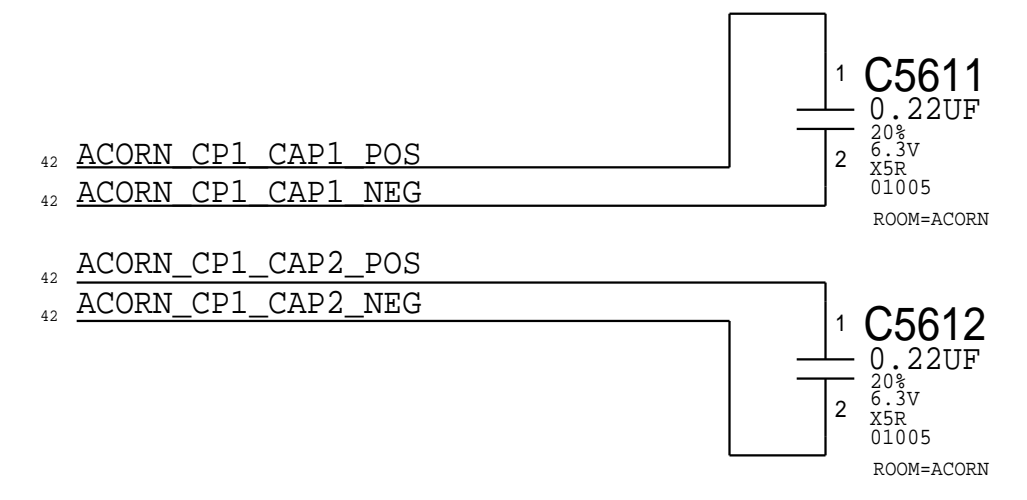 1 C5611
0.22UF
20%
6.3V
X5R
01005
ROOM=ACORN
2
42 ACORN_CP1_CAP1_POS
42 ACORN_CP1_CAP1_NEG
42 ACORN_CP1_CAP2_POS
42 ACORN_CP1_CAP2_NEG
1 C5612
0.22UF
20%
6.3V
X5R
01005
ROOM=ACORN
2